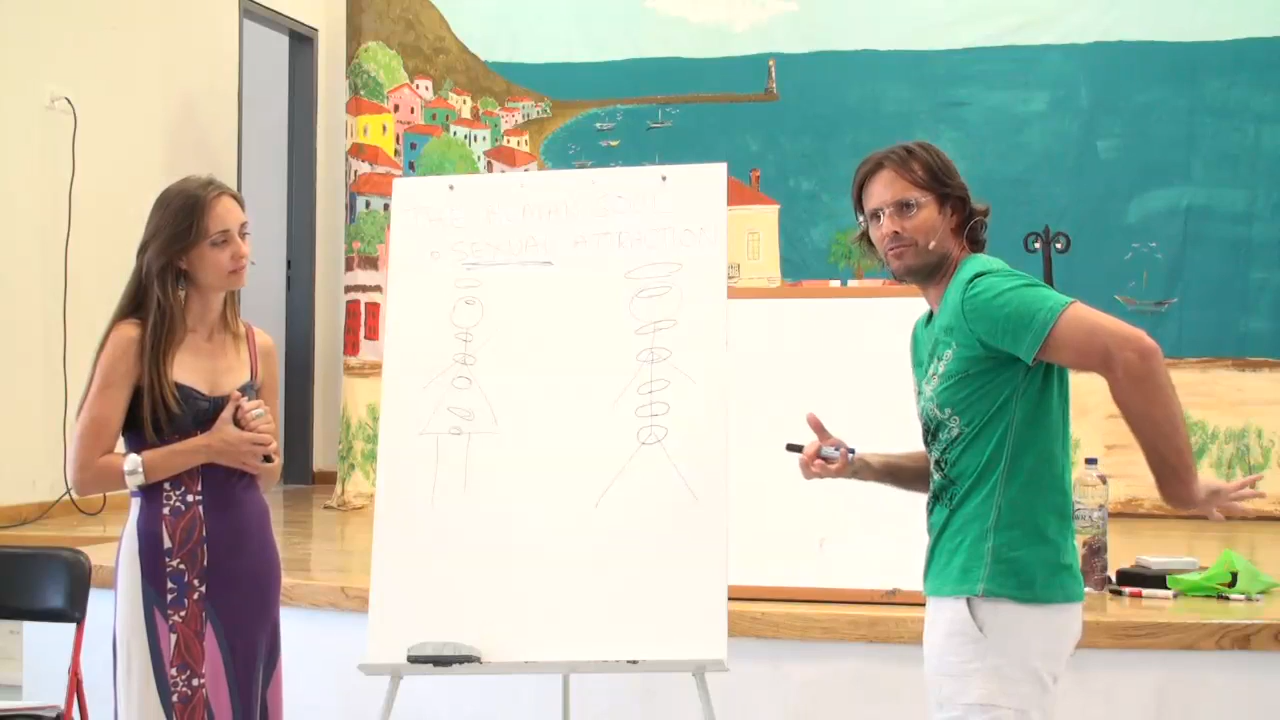 THE HUMAN SOUL
• SEXUAL ATTRACTION